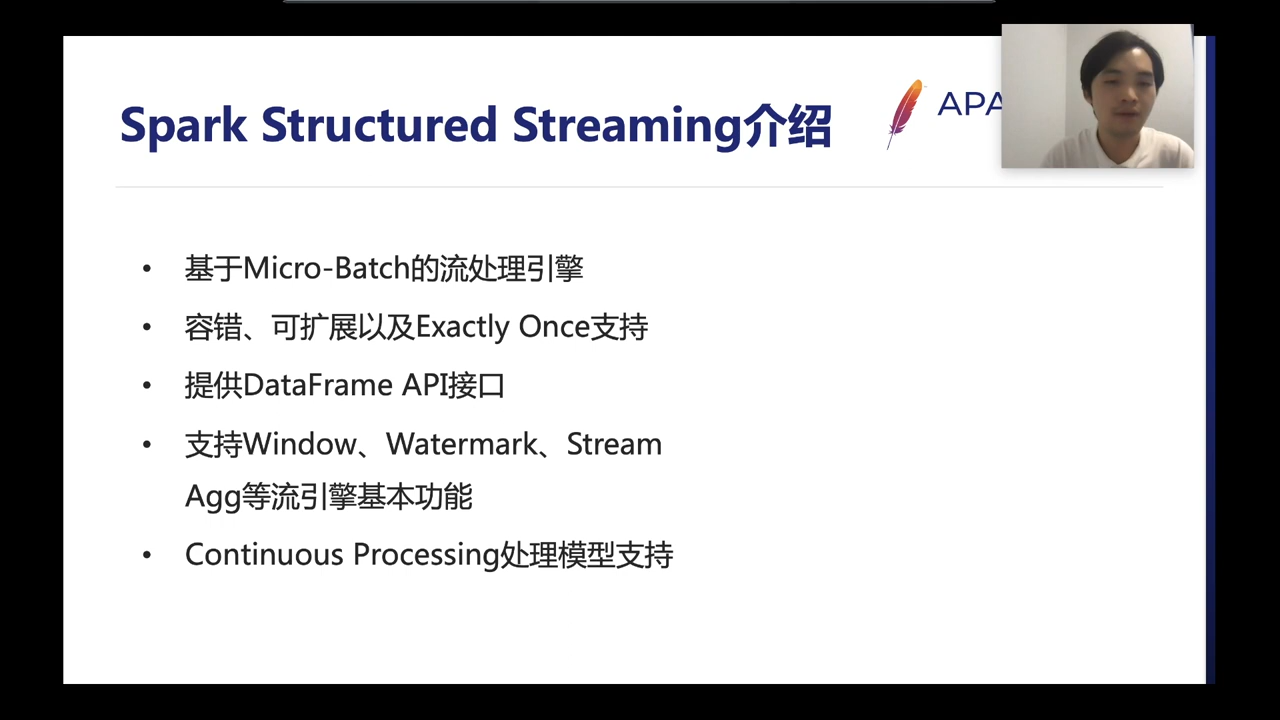 Spark Structured Streaming介绍
APA
• 基于Micro-Batch的流处理引擎
• 容错、可扩展以及Exactly Once支持
• 提供DataFrame API接口
• 支持Window、Watermark、Stream
Agg等流引擎基本功能
• Continuous Processing处理模型支持